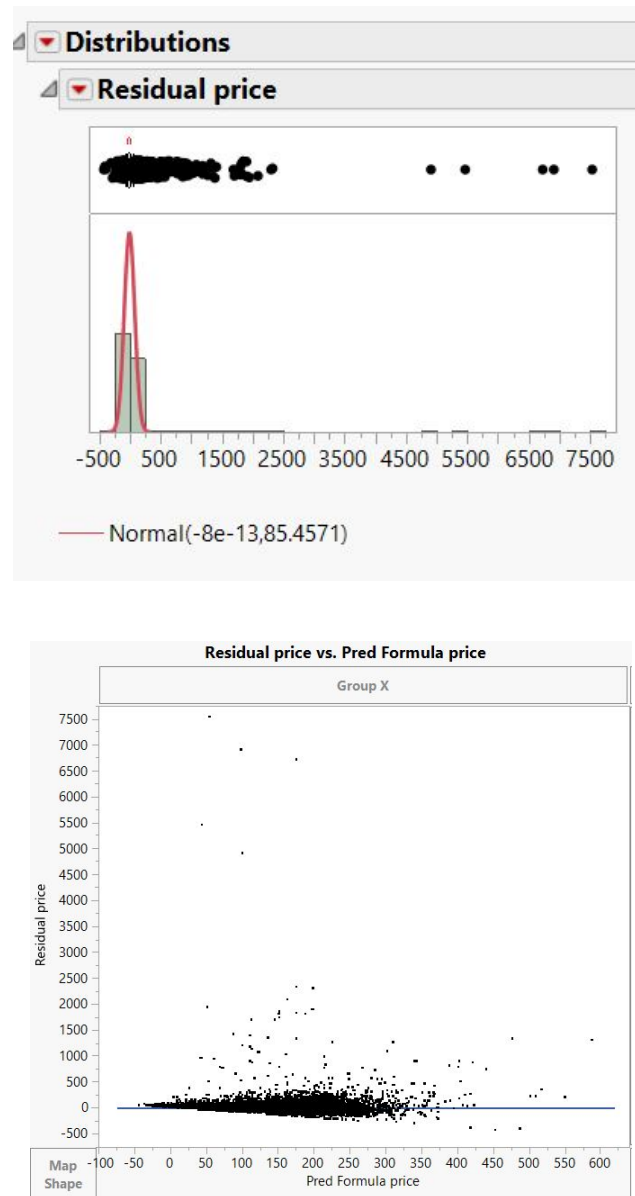 Distributions
Residual price
-500 500 1500 2500 3500 4500 5500 6500 7500
Normal(-8e-13,85.4571)
Residual price vs. Pred Formula price
Group X
7500
7000
6500
6000
5500
5000
4500
4000
3500
3000
2500
2000
1500
1000
500
0
-500
Residual price
-100 -50 0 50 100 150 200 250 300 350 400 450 500 550 600
Map
Shape
Pred Formula price